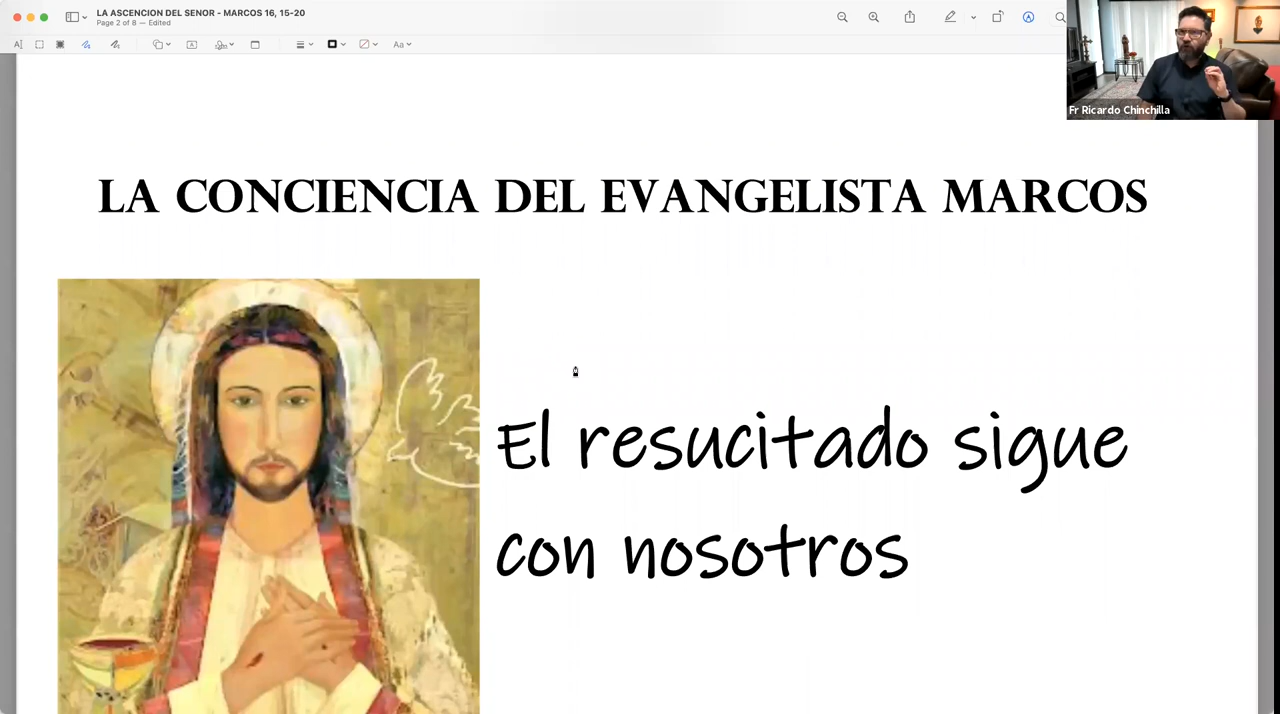 LA ASCENCION DEL SENOR - MARCOS 16, 15-20
Page 2 of 8 — Edited
Aa
Fr Ricardo Chinchilla
LA CONCIENCIA DEL EVANGELISTA MARCOS
El resucitado sigue
con nosotros